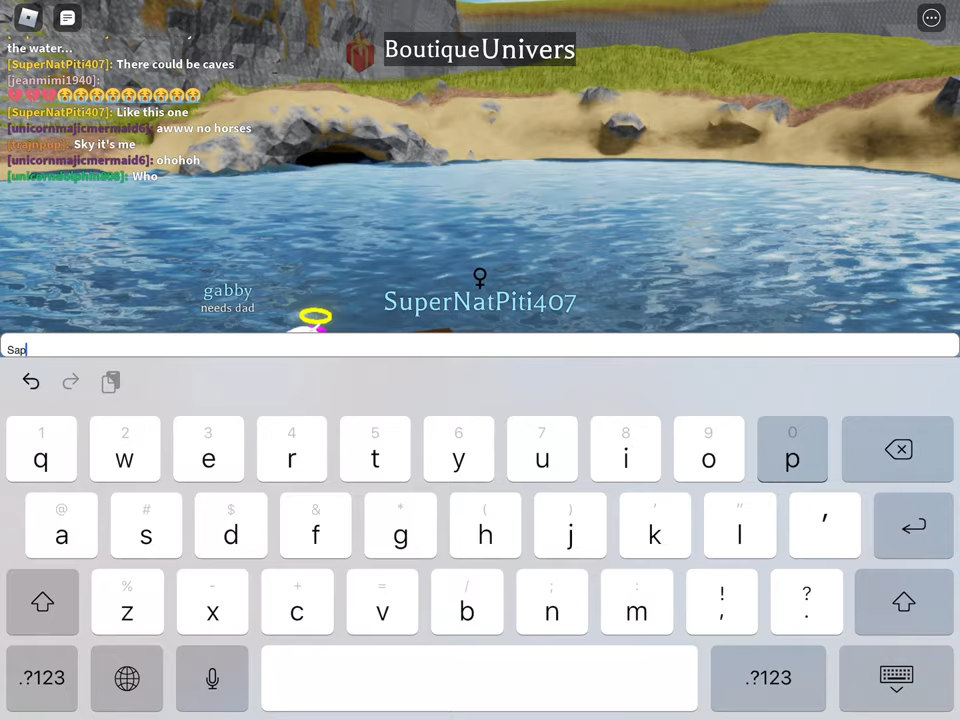 the water...
[SuperNatPiti407]: There could be caves
[jeanmimi1940]:
💔💔💔😭😭😭😭😭😭😭😭😭
[SuperNatPiti407]: Like this one
[unicornmajicmermaid6]: awww no horses
Sky it's me
[unicornmajicmermaid6]: ohohoh
Who
BoutiqueUnivers
gabby
needs dad
SuperNatPiti407
Sap
1 2 3 4 5 6 7 8 9 0
q w e r t y u i o p
@ # $ & * ( ) ' "
a s d f g h j k l '
% - + = / ; : ! ?
z x c v b n m , .
.?123 .?123